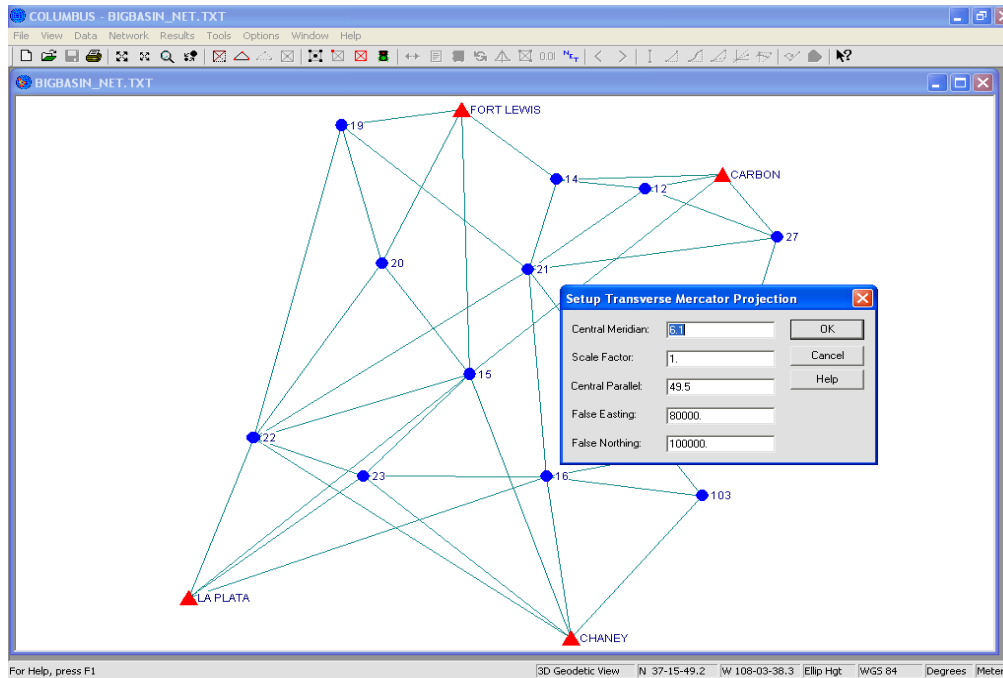 COLUMBUS - BIGBASIN_NET.TXT
File View Data Network Results Tools Options Window Help
0.01
BIGBASIN_NET.TXT
FORT LEWIS
19
14
CARBON
12
27
20
21
Setup Transverse Mercator Projection
Central Meridian: 6.1 OK
Scale Factor: 1. Cancel
Central Parallel: 49.5 Help
False Easting: 80000.
False Northing: 100000.
15
22
23
16
103
LA PLATA
CHANEY
For Help, press F1 3D Geodetic View N 37-15-49.2 W 108-03-38.3 Ellip Hgt WGS 84 Degrees Meter